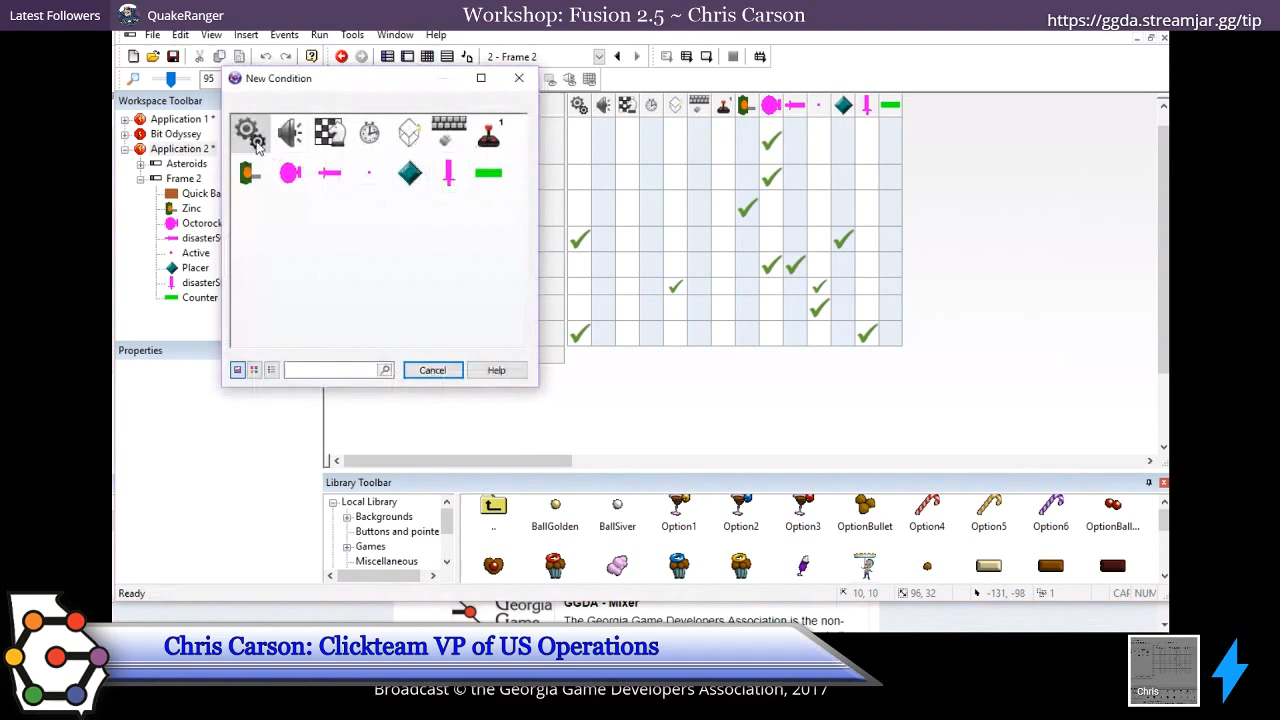 Latest Followers
QuakeRanger
Workshop: Fusion 2.5 ~ Chris Carson
https://ggda.streamjar.gg/tip
File Edit View Insert Events Run Tools Window Help
2 - Frame 2
95
New Condition
Workspace Toolbar
Application 1 *
Bit Odyssey
Application 2 *
Asteroids
Frame 2
Quick Ba
Zinc
Octorock
disasterS
Active
Placer
disasterS
Counter
1
Properties
Cancel
Help
Library Toolbar
Local Library
Backgrounds
Buttons and pointe
Games
Miscellaneous
..
BallGolden
BallSiver
Option1
Option2
Option3
OptionBullet
Option4
Option5
Option6
OptionBall...
Ready
10, 10
96, 32
-131, -98
1
CAP NUM
Georgia
Game
GGDA - Mixer
The Georgia Game Developers Association is the non-
Chris Carson: Clickteam VP of US Operations
Broadcast © the Georgia Game Developers Association, 2017
Chris